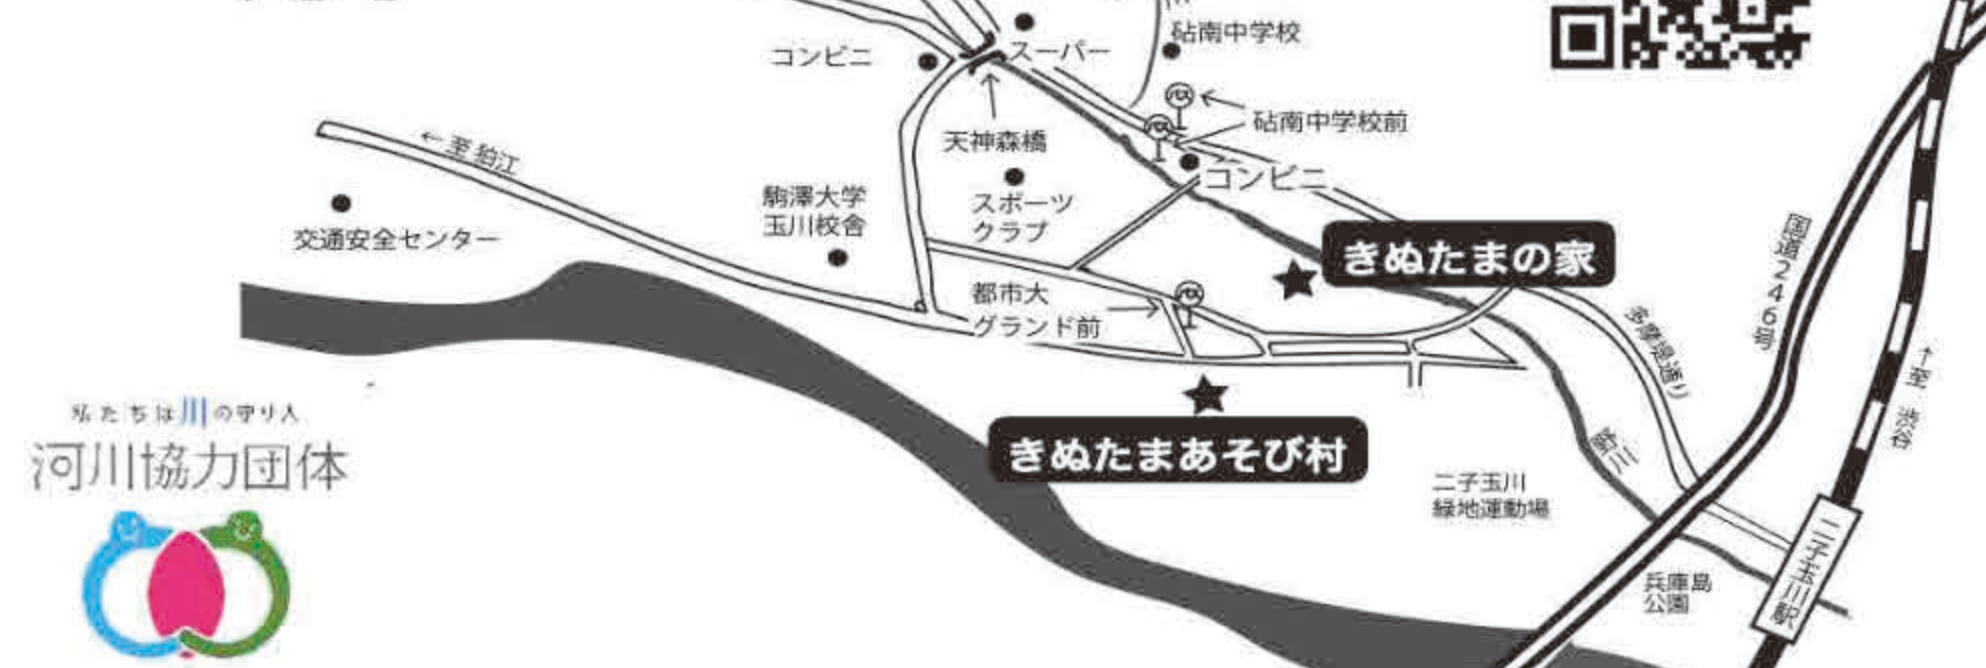 砧南中学校
コンビニ
スーパー
砧南中学校前
天神森橋
←至 狛江
コンビニ
駒澤大学
玉川校舎
スポーツ
クラブ
交通安全センター
国道246号
きぬたまの家
都市大
グランド前
多摩堤通り
↑至 渋谷
私たちは川の守り人
河川協力団体
きぬたまあそび村
野川
二子玉川
緑地運動場
兵庫島
公園
二子玉川駅